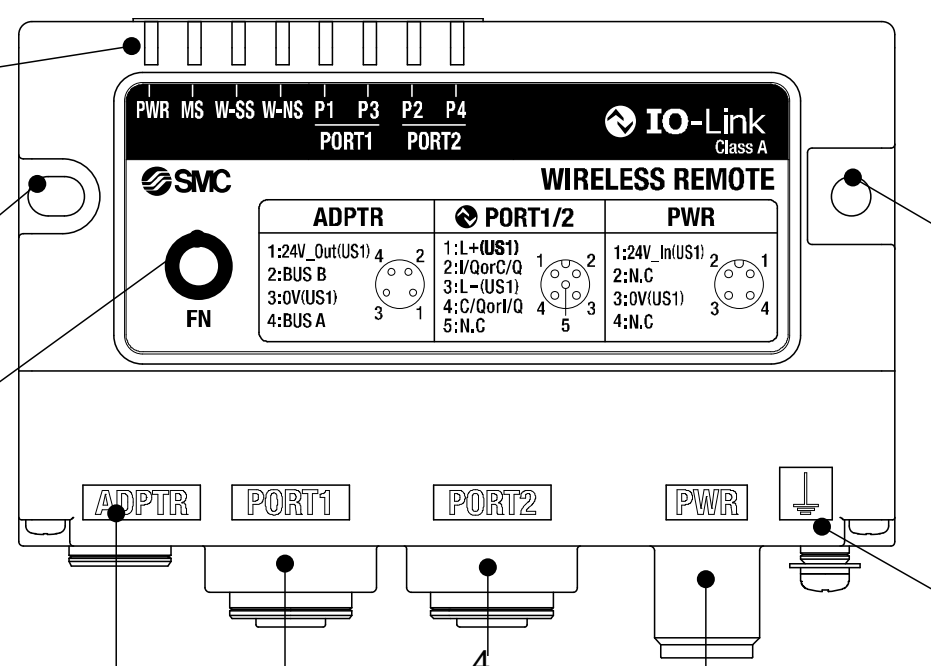 PWR MS W-SS W-NS P1 P3 P2 P4
PORT1 PORT2
IO-Link
Class A
SMC
WIRELESS REMOTE
FN
ADPTR
1:24V_Out(US1)
2:BUS B
3:0V(US1)
4:BUS A
4 2
3 1
PORT1/2
1:L+(US1)
2:I/QorC/Q
3:L-(US1)
4:C/QorI/Q
5:N.C
1 2
4 3
5
PWR
1:24V_In(US1)
2:N.C
3:0V(US1)
4:N.C
2 1
3 4
ADPTR PORT1 PORT2 PWR
4